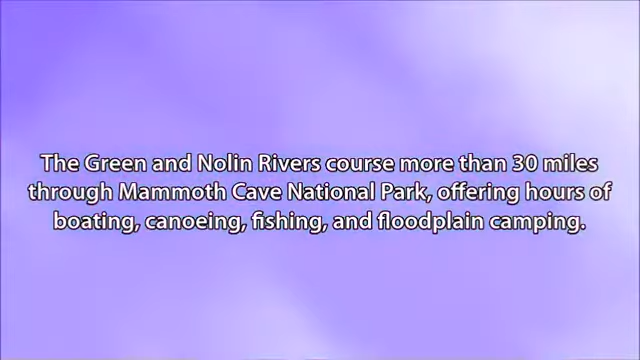 The Green and Nolin Rivers course more than 30 miles
through Mammoth Cave National Park, offering hours of
boating, canoeing, fishing, and floodplain camping.